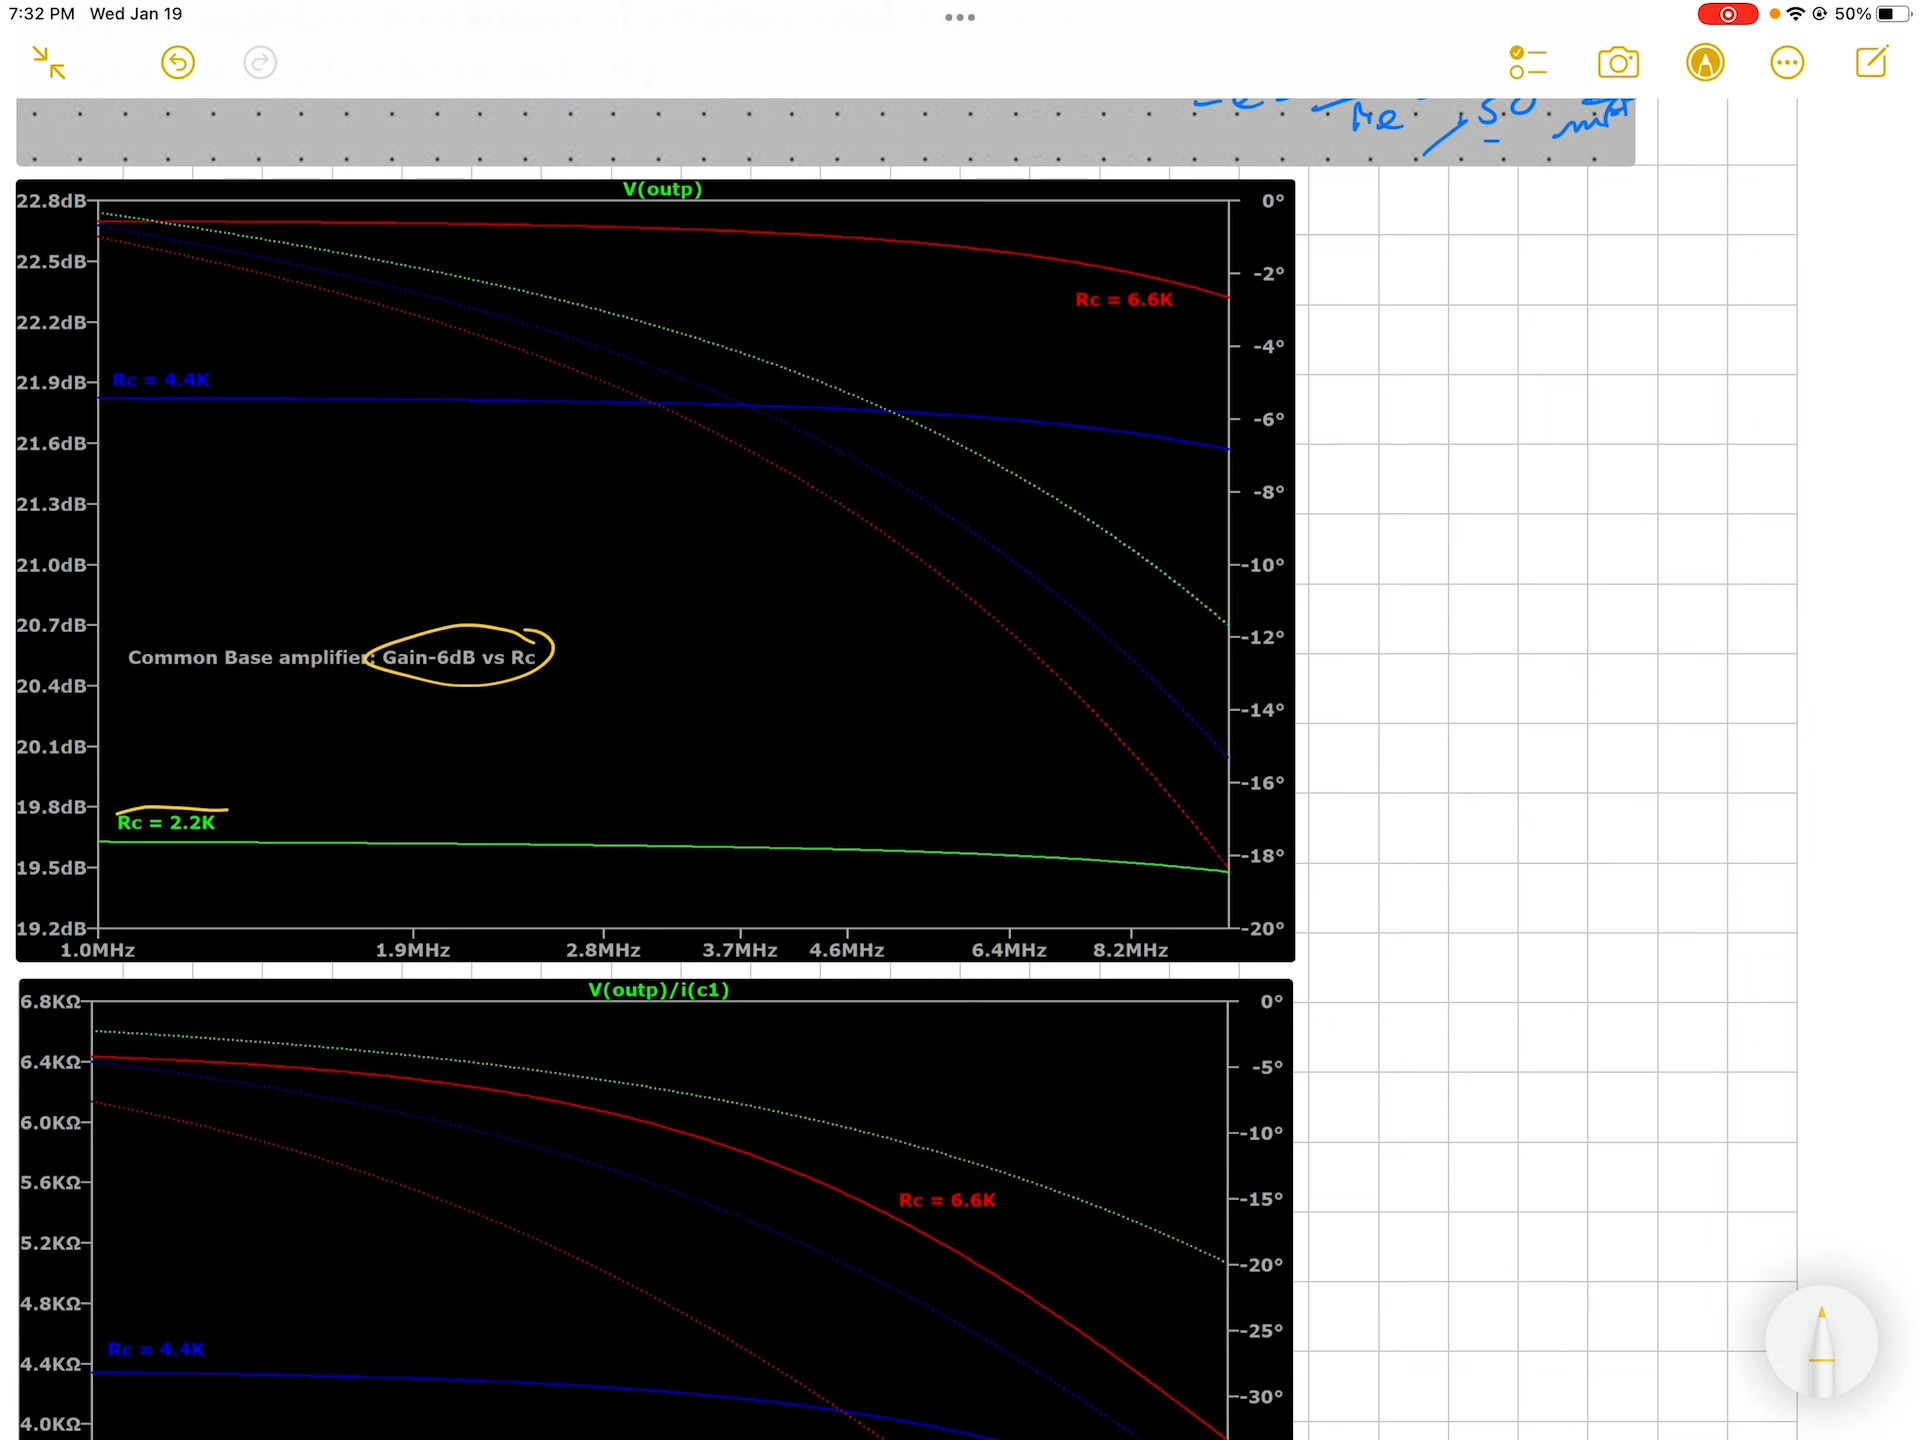 7:32 PM Wed Jan 19
50%
Re / 50
V(outp)
22.8dB
22.5dB
22.2dB
21.9dB
21.6dB
21.3dB
21.0dB
20.7dB
20.4dB
20.1dB
19.8dB
19.5dB
19.2dB
0°
-2°
-4°
-6°
-8°
-10°
-12°
-14°
-16°
-18°
-20°
Rc = 6.6K
Rc = 4.4K
Common Base amplifier: Gain-6dB vs Rc
Rc = 2.2K
1.0MHz 1.9MHz 2.8MHz 3.7MHz 4.6MHz 6.4MHz 8.2MHz
V(outp)/i(c1)
6.8KΩ
6.4KΩ
6.0KΩ
5.6KΩ
5.2KΩ
4.8KΩ
4.4KΩ
4.0KΩ
0°
-5°
-10°
-15°
-20°
-25°
-30°
Rc = 6.6K
Rc = 4.4K